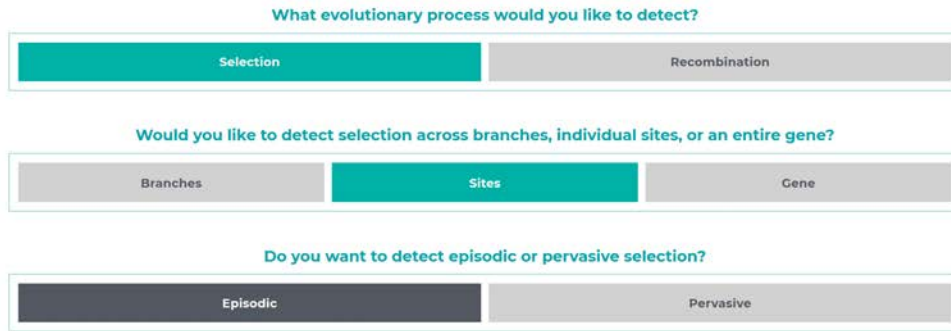 What evolutionary process would you like to detect?
Selection
Recombination
Would you like to detect selection across branches, individual sites, or an entire gene?
Branches
Sites
Gene
Do you want to detect episodic or pervasive selection?
Episodic
Pervasive